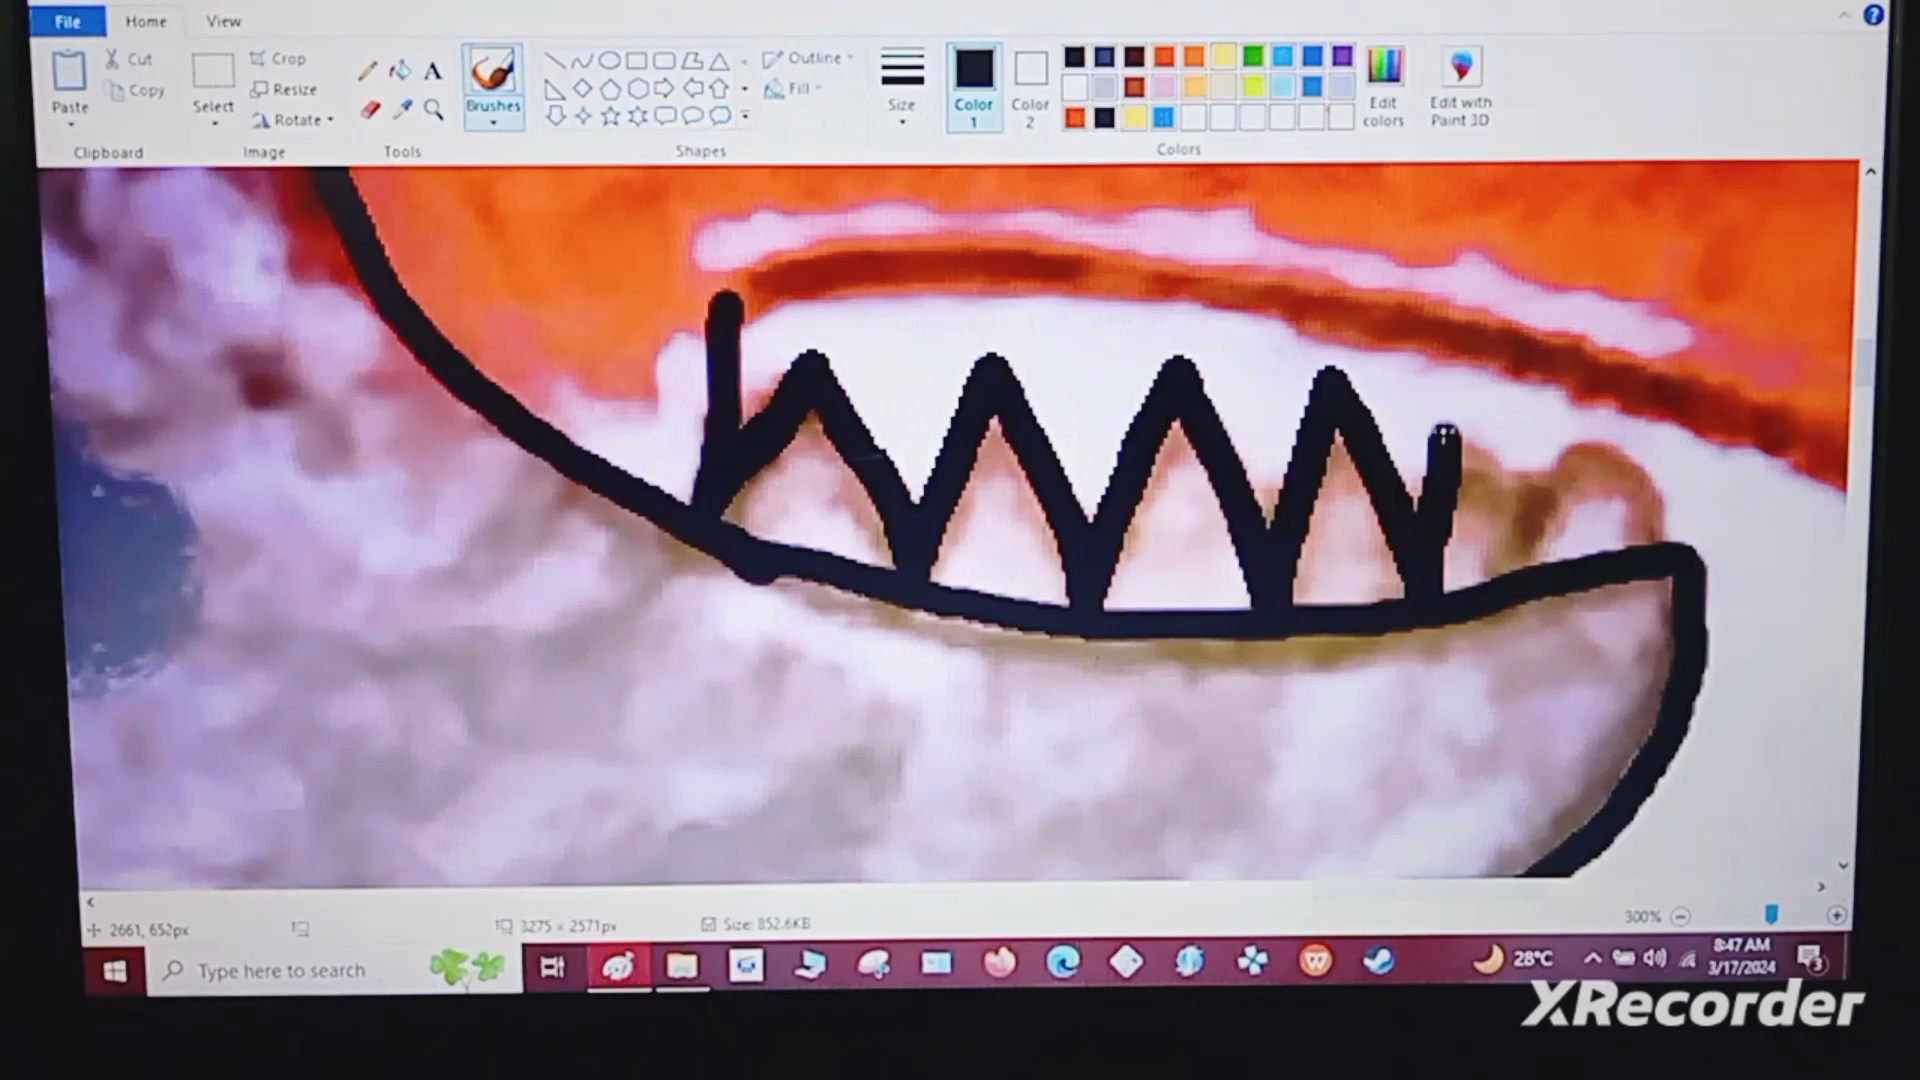 File Home View
Paste
Cut
Copy
Clipboard
Select
Crop
Resize
Rotate
Image
A
Tools
Brushes
Outline
Fill
Shapes
Size
Color 1
Color 2
Edit colors
Edit with Paint 3D
Colors
2661, 652px
3275 × 2571px
Size: 852.6KB
300%
Type here to search
28°C
8:47 AM
3/17/2024
3
XRecorder